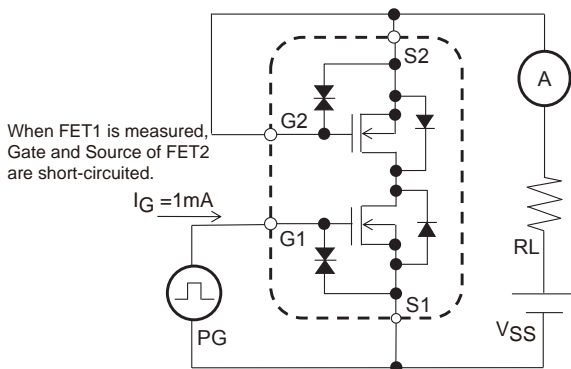 S2
A
G2
When FET1 is measured,
Gate and Source of FET2
are short-circuited.
IG =1mA
G1
RL
S1
VSS
PG